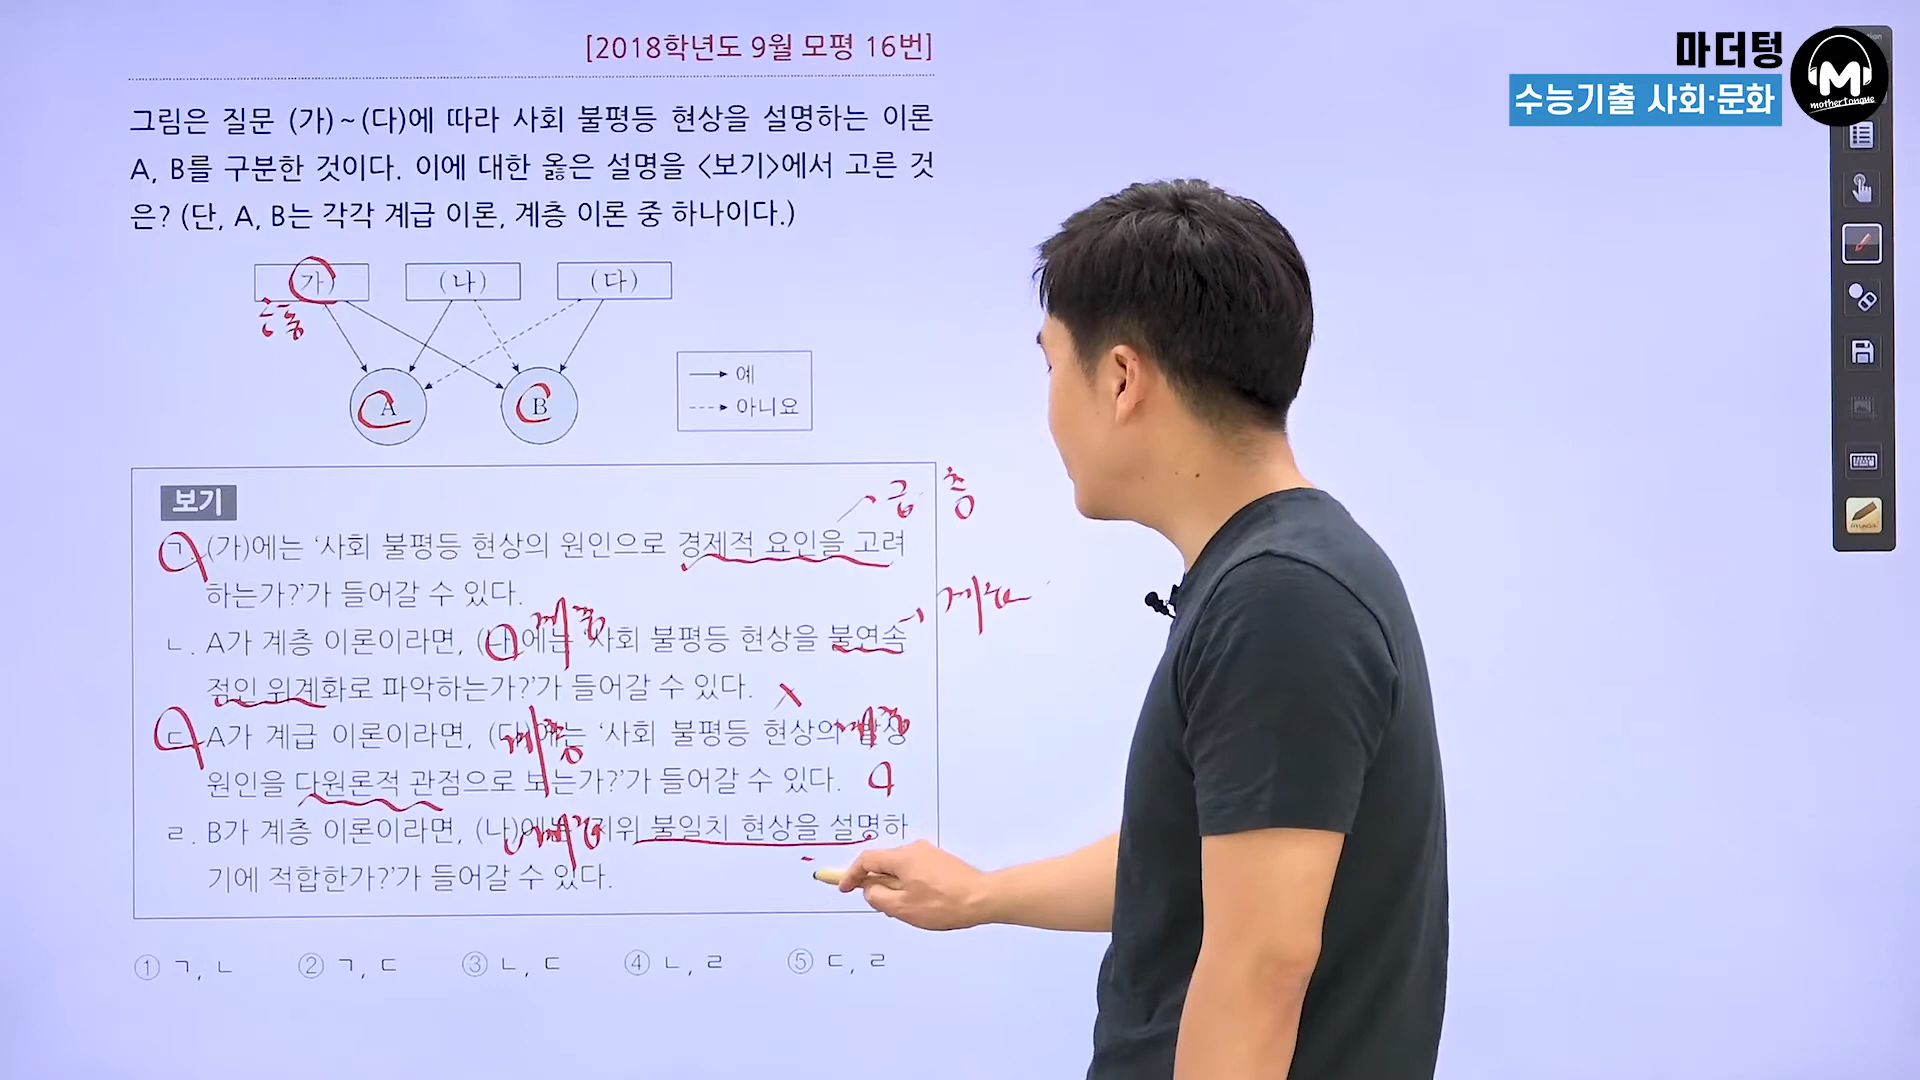 [2018학년도 9월 모평 16번]
마더텅
수능기출 사회·문화
M
mothertongue
그림은 질문 (가)~(다)에 따라 사회 불평등 현상을 설명하는 이론
A, B를 구분한 것이다. 이에 대한 옳은 설명을 <보기>에서 고른 것
은? (단, A, B는 각각 계급 이론, 계층 이론 중 하나이다.)
(가) (나) (다)
공통
A B
예
아니요
보기
급 층
ㄱ. (가)에는 ‘사회 불평등 현상의 원인으로 경제적 요인을 고려
하는가?’가 들어갈 수 있다.
계층
ㄴ. A가 계층 이론이라면, (나)에는 ‘사회 불평등 현상을 불연속
적인 위계화로 파악하는가?’가 들어갈 수 있다.
ㄷ. A가 계급 이론이라면, (다)에는 ‘사회 불평등 현상의 발생
계층
원인을 다원론적 관점으로 보는가?’가 들어갈 수 있다.
ㄹ. B가 계층 이론이라면, (나)에는 ‘지위 불일치 현상을 설명하
기에 적합한가?’가 들어갈 수 있다.
① ㄱ, ㄴ ② ㄱ, ㄷ ③ ㄴ, ㄷ ④ ㄴ, ㄹ ⑤ ㄷ, ㄹ